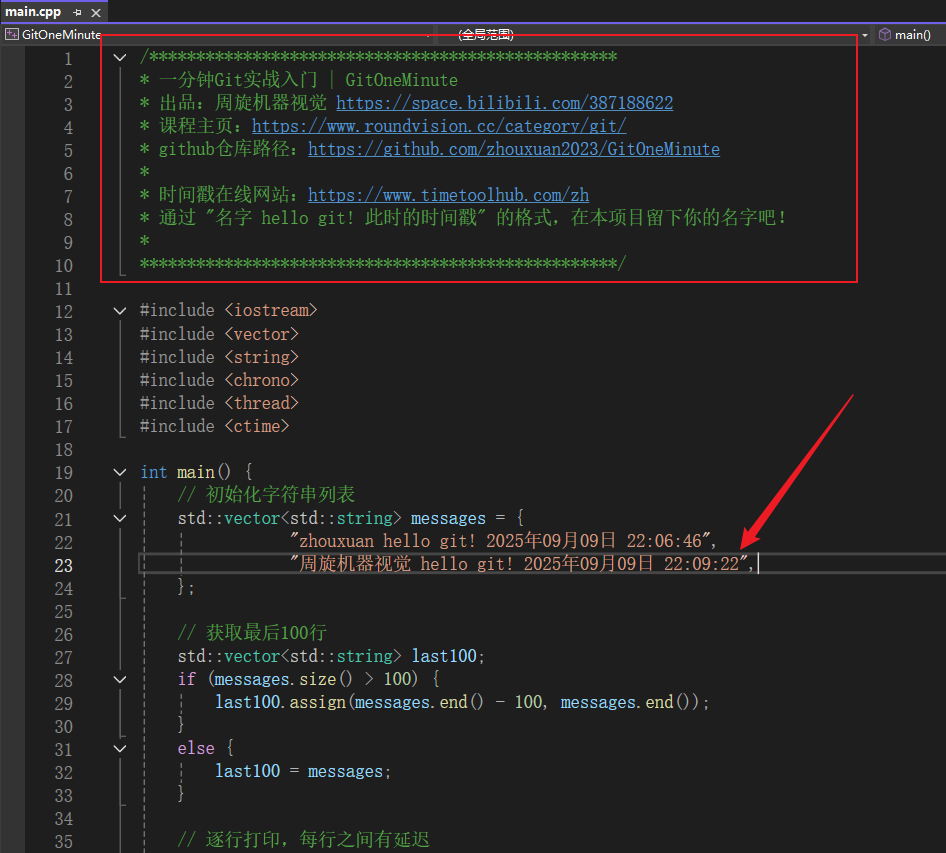 main.cpp
GitOneMinute
(全局范围)
main()
1 /**************************************************
2 * 一分钟Git实战入门 | GitOneMinute
3 * 出品：周旋机器视觉 https://space.bilibili.com/387188622
4 * 课程主页：https://www.roundvision.cc/category/git/
5 * github仓库路径：https://github.com/zhouxuan2023/GitOneMinute
6 *
7 * 时间戳在线网站：https://www.timetoolhub.com/zh
8 * 通过 "名字 hello git! 此时的时间戳" 的格式，在本项目留下你的名字吧！
9 *
10 ***************************************************/
11
12 #include <iostream>
13 #include <vector>
14 #include <string>
15 #include <chrono>
16 #include <thread>
17 #include <ctime>
18
19 int main() {
20 // 初始化字符串列表
21 std::vector<std::string> messages = {
22 "zhouxuan hello git! 2025年09月09日 22:06:46",
23 "周旋机器视觉 hello git! 2025年09月09日 22:09:22",
24 };
25
26 // 获取最后100行
27 std::vector<std::string> last100;
28 if (messages.size() > 100) {
29 last100.assign(messages.end() - 100, messages.end());
30 }
31 else {
32 last100 = messages;
33 }
34
35 // 逐行打印，每行之间有延迟